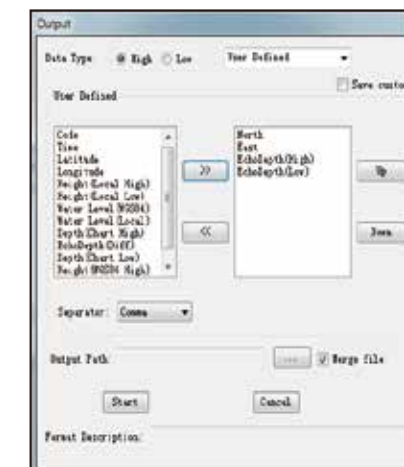 Output
Data Type High Low User Defined
Save custo
User Defined
Code
Time
Latitude
Longitude
Height(Local High)
Height(Local Low)
Water Level(WGS84)
Water Level(Local)
Depth(Chart High)
EchoDepth(Diff)
Depth(Chart Low)
Height(WGS84 High)
>>
<<
North
East
EchoDepth(High)
EchoDepth(Low)
Up
Down
Separator: Comma
Output Path ... Merge file
Start Cancel
Format Description: